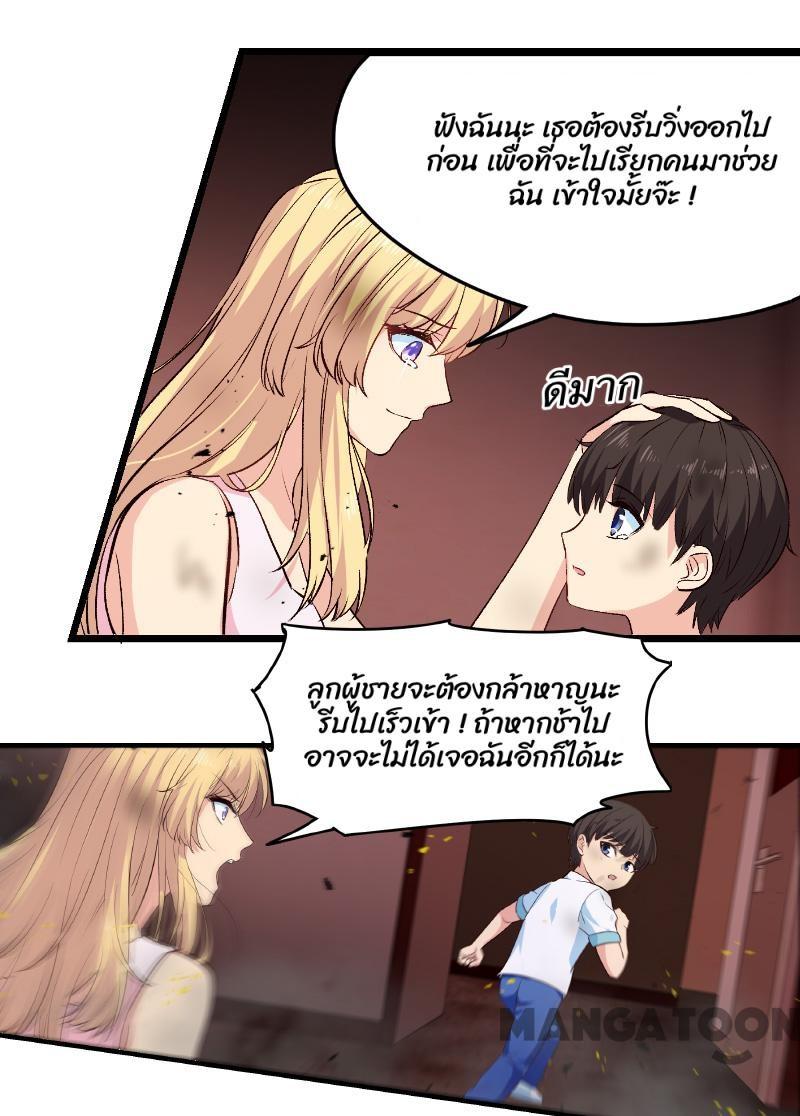 ฟังฉันนะ เธอต้องรีบวิ่งออกไป
ก่อน เพื่อที่จะไปเรียกคนมาช่วย
ฉัน เข้าใจมั้ยจ๊ะ !
ดีมาก
ลูกผู้ชายจะต้องกล้าหาญนะ
รีบไปเร็วเข้า ! ถ้าหากช้าไป
อาจจะไม่ได้เจอฉันอีกก็ได้นะ
MANGATOON